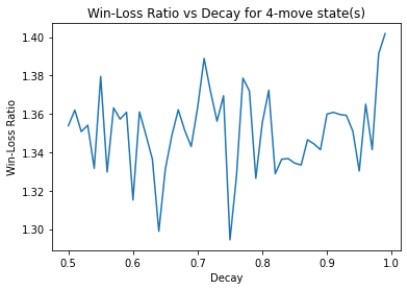 Win-Loss Ratio vs Decay for 4-move state(s)
Win-Loss Ratio
1.40
1.38
1.36
1.34
1.32
1.30
0.5 0.6 0.7 0.8 0.9 1.0
Decay